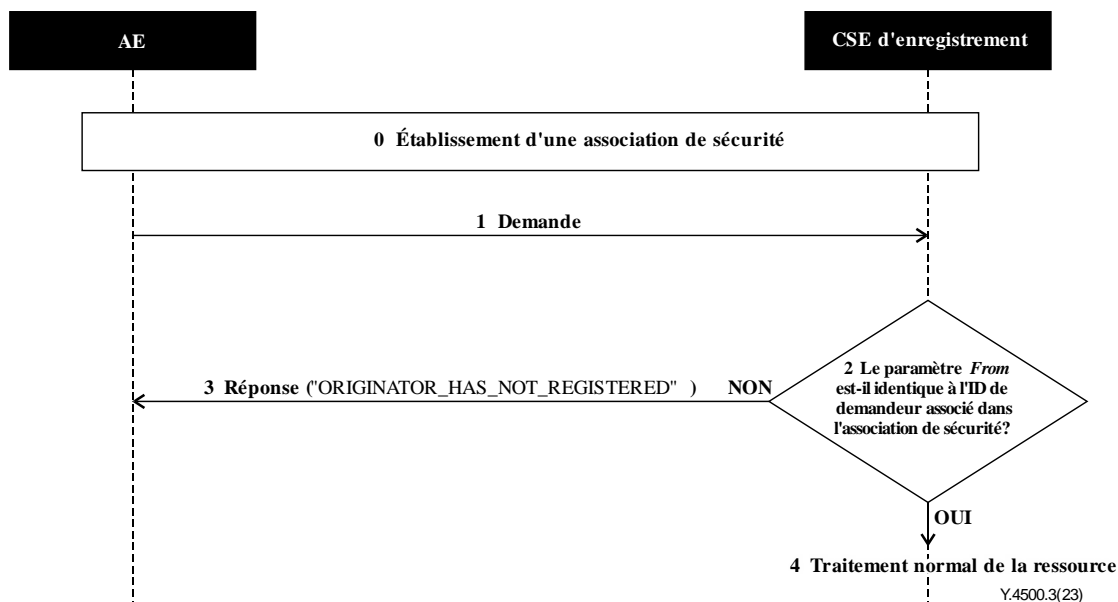 AE
CSE d'enregistrement
0 Établissement d'une association de sécurité
1 Demande
2 Le paramètre From
est-il identique à l'ID de
demandeur associé dans
l'association de sécurité?
3 Réponse ("ORIGINATOR_HAS_NOT_REGISTERED" ) NON
OUI
4 Traitement normal de la ressource
Y.4500.3(23)